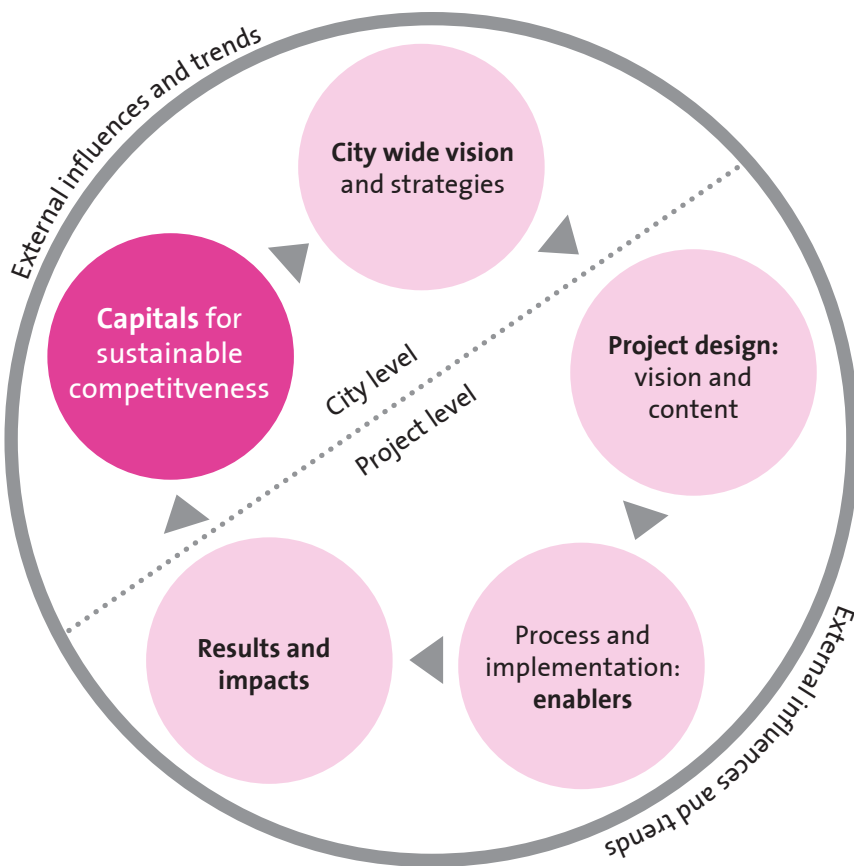 External influences and trends
City wide vision
and strategies
Capitals for
sustainable
competitveness
City level
Project level
Project design:
vision and
content
Process and
implementation:
enablers
Results and
impacts
External influences and trends